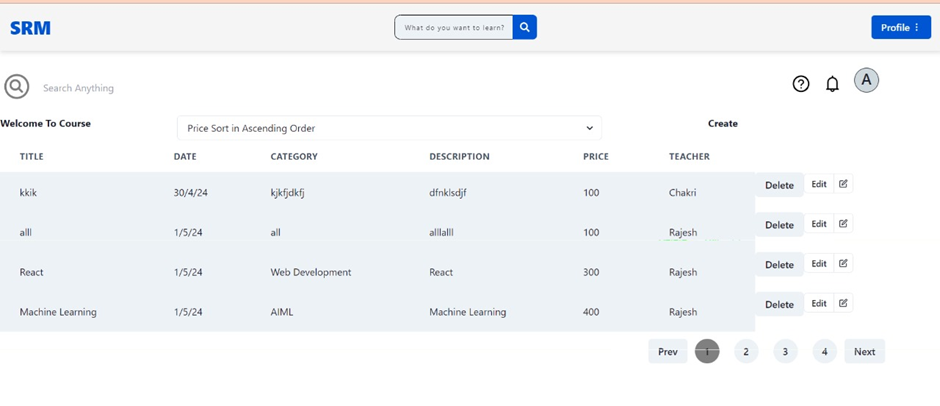 SRM What do you want to learn? Profile
Search Anything A
Welcome To Course Price Sort in Ascending Order Create
TITLE DATE CATEGORY DESCRIPTION PRICE TEACHER
kkik 30/4/24 kjkfjdkfj dfnklsdjf 100 Chakri Delete Edit
alll 1/5/24 all alllalll 100 Rajesh Delete Edit
React 1/5/24 Web Development React 300 Rajesh Delete Edit
Machine Learning 1/5/24 AIML Machine Learning 400 Rajesh Delete Edit
Prev 1 2 3 4 Next